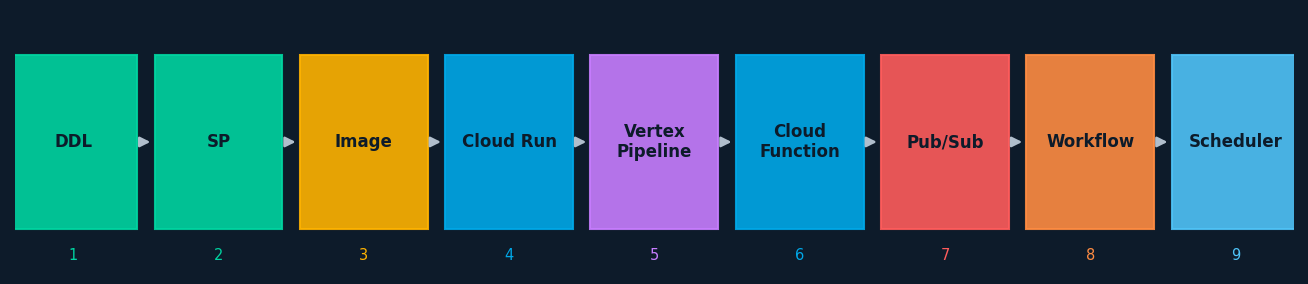 DDL
SP
Image
Cloud Run
Vertex
Pipeline
Cloud
Function
Pub/Sub
Workflow
Scheduler
1
2
3
4
5
6
7
8
9